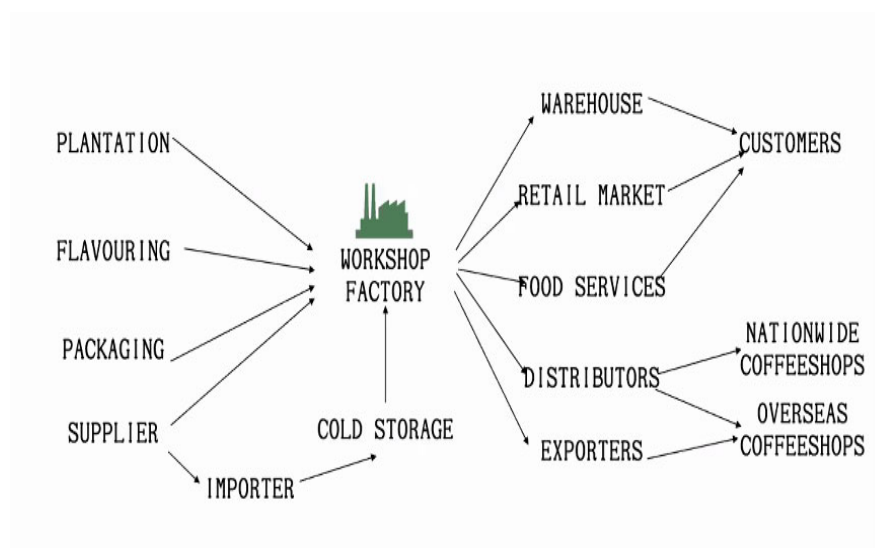 PLANTATION
FLAVOURING
PACKAGING
SUPPLIER
IMPORTER
COLD STORAGE
WORKSHOP
FACTORY
WAREHOUSE
RETAIL MARKET
FOOD SERVICES
DISTRIBUTORS
EXPORTERS
CUSTOMERS
NATIONWIDE
COFFEESHOPS
OVERSEAS
COFFEESHOPS